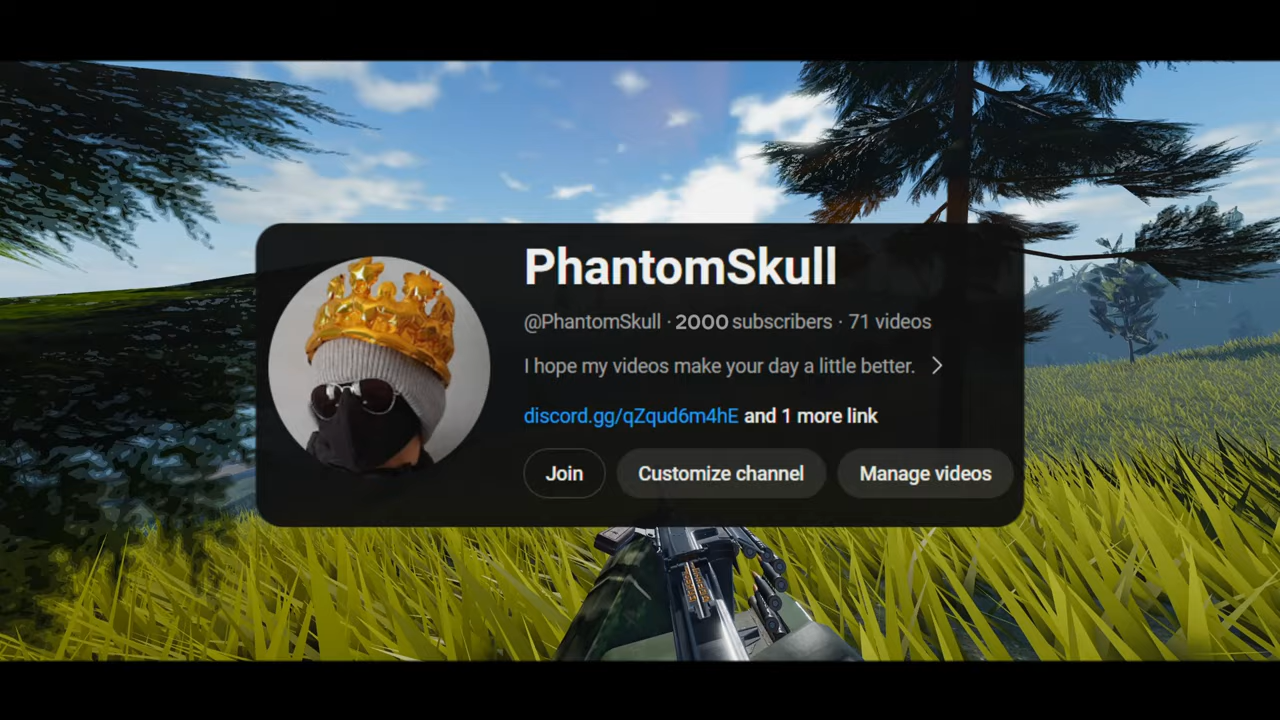 PhantomSkull
@PhantomSkull · 2000 subscribers · 71 videos
I hope my videos make your day a little better.
discord.gg/qZqud6m4hE and 1 more link
Join Customize channel Manage videos